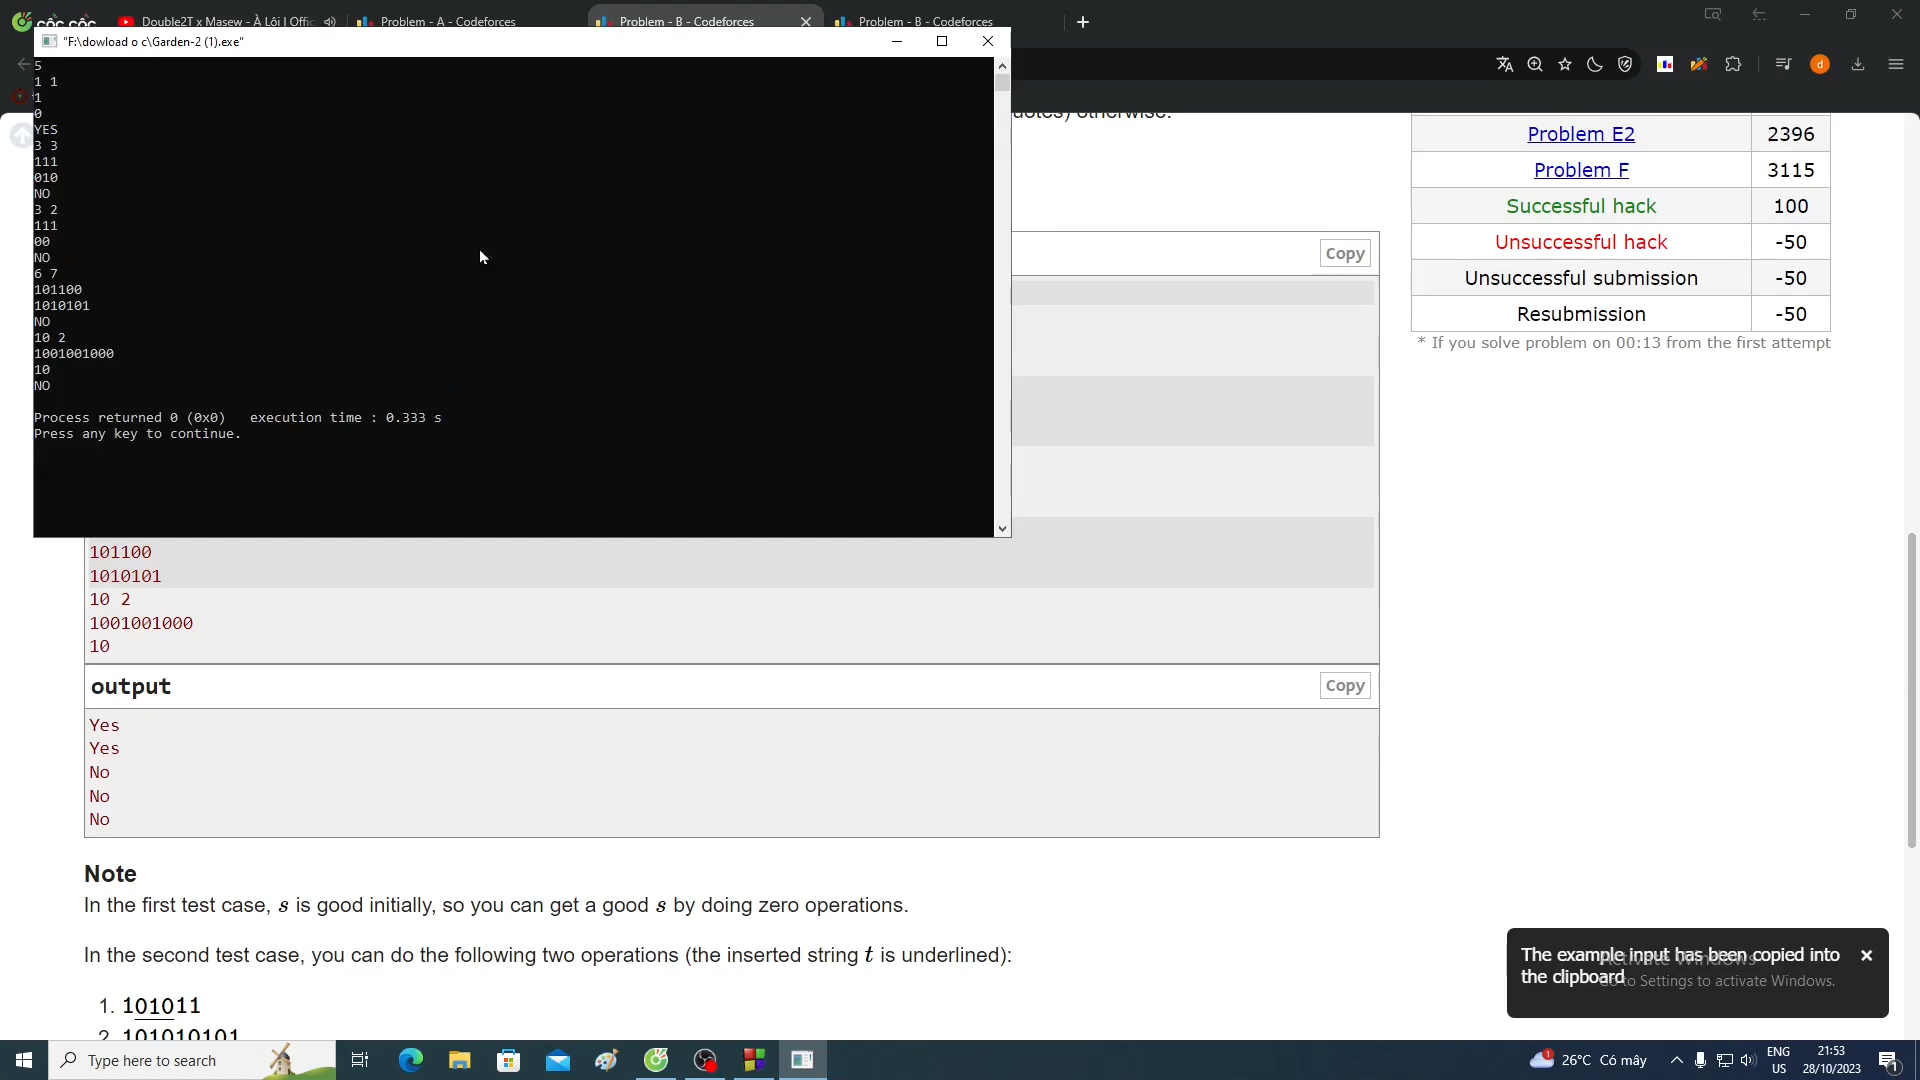 cốc cốc
Double2T x Masew - À Lôi | Offic
Problem - A - Codeforces
Problem - B - Codeforces
Problem - B - Codeforces
"F:\dowload o c\Garden-2 (1).exe"
d
5
1 1
1
0
YES
3 3
111
010
NO
3 2
111
00
NO
6 7
101100
1010101
NO
10 2
1001001000
10
NO
Process returned 0 (0x0) execution time : 0.333 s
Press any key to continue.
otherwise.
Problem E2 2396
Problem F 3115
Successful hack 100
Unsuccessful hack -50
Unsuccessful submission -50
Resubmission -50
* If you solve problem on 00:13 from the first attempt
Copy
101100
1010101
10 2
1001001000
10
output
Copy
Yes
Yes
No
No
No
Note
In the first test case, s is good initially, so you can get a good s by doing zero operations.
In the second test case, you can do the following two operations (the inserted string t is underlined):
1. 101011
2. 101010101
The example input has been copied into
the clipboard
Activate Windows
Go to Settings to activate Windows.
Type here to search
1
26°C Có mây
ENG
US
21:53
28/10/2023
1